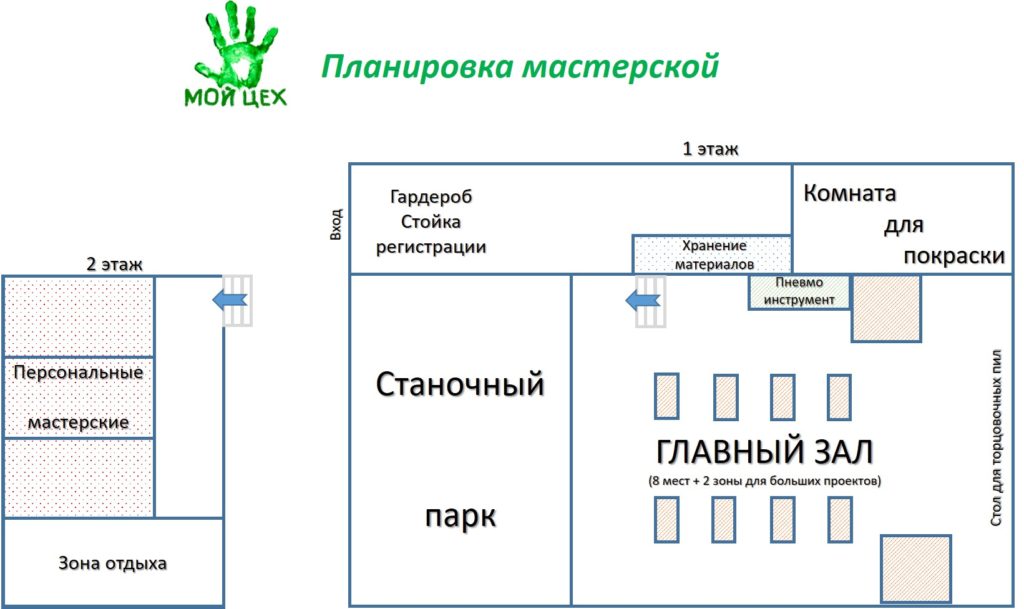 МОЙ ЦЕХ
Планировка мастерской
1 этаж
Вход
Гардероб
Стойка
регистрации
Комната
для
покраски
Хранение
материалов
Пневмо
инструмент
2 этаж
Персональные
мастерские
Зона отдыха
Станочный
парк
ГЛАВНЫЙ ЗАЛ
(8 мест + 2 зоны для больших проектов)
Стол для торцовочных пил